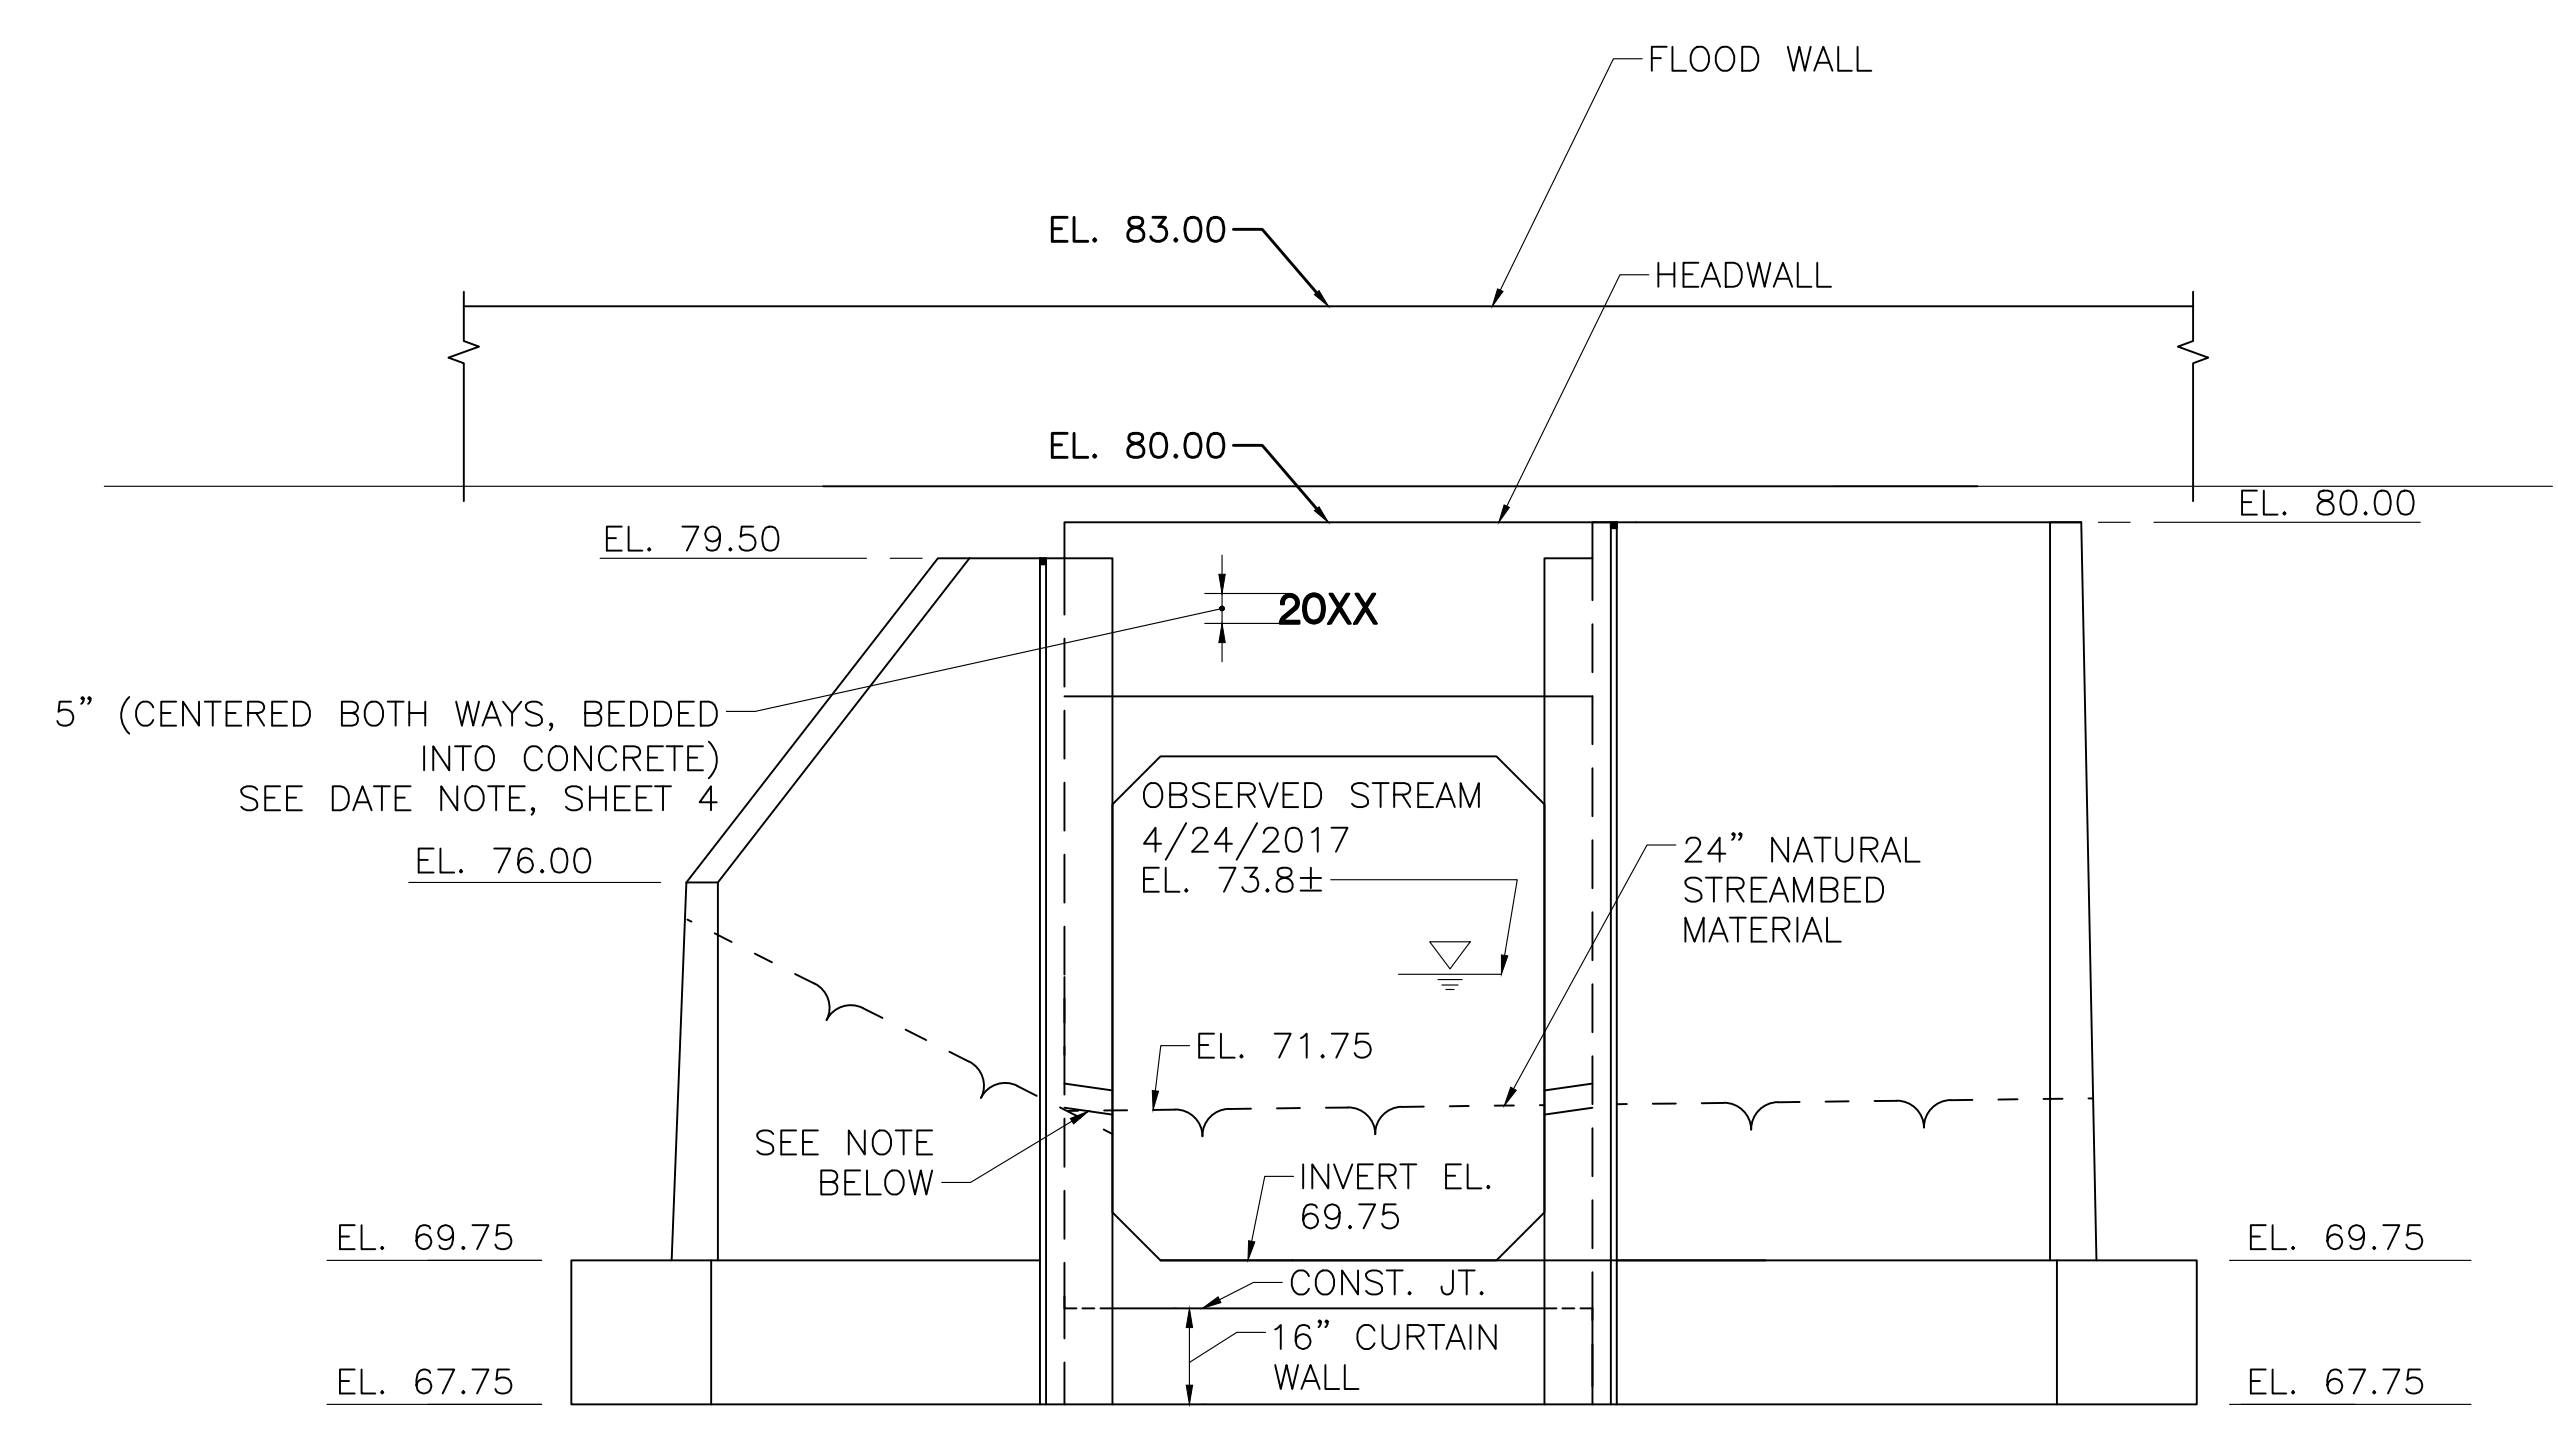 FLOOD WALL
EL. 83.00
HEADWALL
EL. 80.00
EL. 80.00
EL. 79.50
20XX
5” (CENTERED BOTH WAYS, BEDDED
INTO CONCRETE)
SEE DATE NOTE, SHEET 4
OBSERVED STREAM
4/24/2017
EL. 73.8±
EL. 76.00
24” NATURAL
STREAMBED
MATERIAL
EL. 71.75
SEE NOTE
BELOW
INVERT EL.
69.75
EL. 69.75
EL. 69.75
CONST. JT.
16” CURTAIN
WALL
EL. 67.75
EL. 67.75